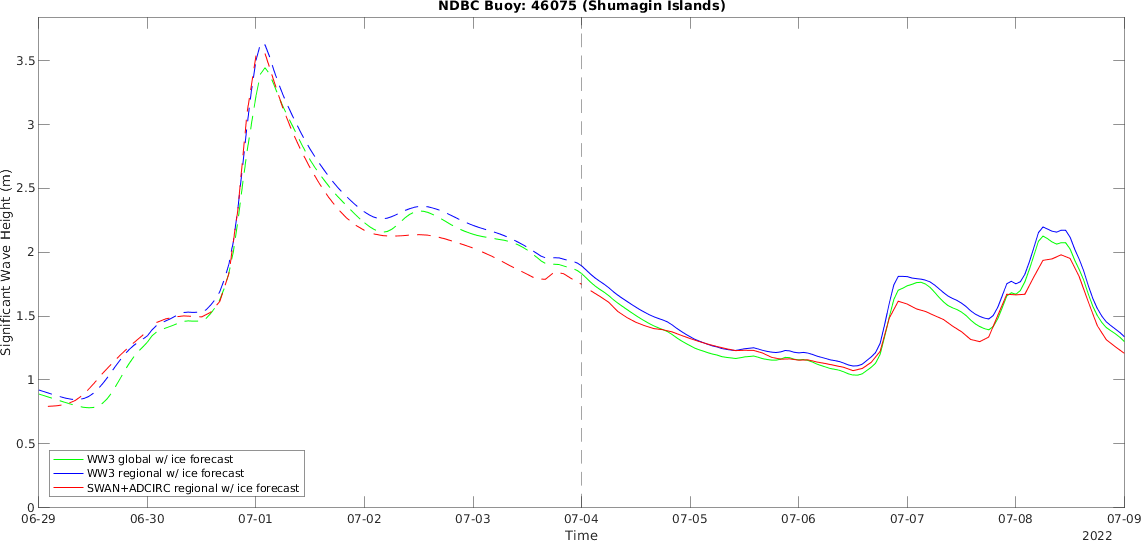 NDBC Buoy: 46075 (Shumagin Islands)
Significant Wave Height (m)
3.5
3
2.5
2
1.5
1
0.5
0
WW3 global w/ ice forecast
WW3 regional w/ ice forecast
SWAN+ADCIRC regional w/ ice forecast
06-29 06-30 07-01 07-02 07-03 07-04 07-05 07-06 07-07 07-08 07-09
Time
2022